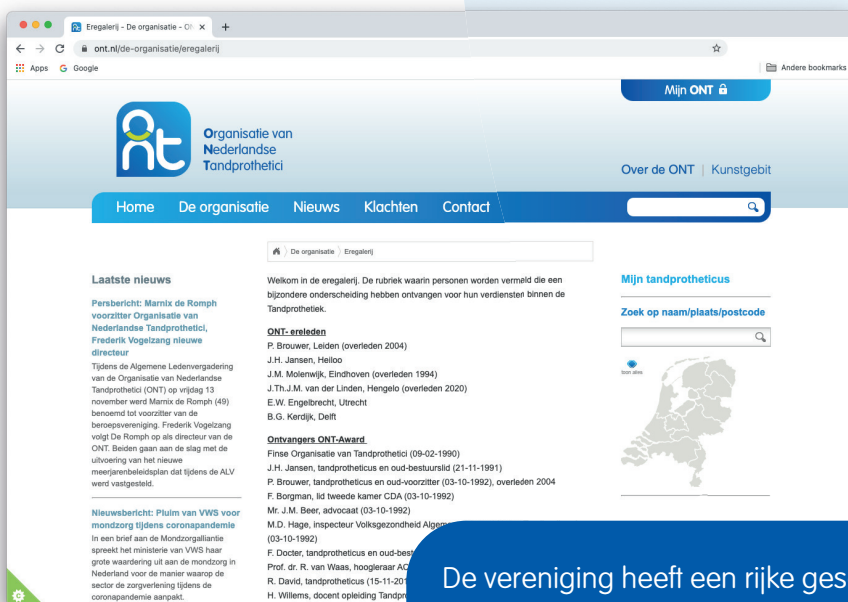 Eregalerij - De organisatie - ON
ont.nl/de-organisatie/eregalerij
Apps Google
Andere bookmarks
Mijn ONT
nt
Organisatie van
Nederlandse
Tandprothetici
Over de ONT | Kunstgebit
Home De organisatie Nieuws Klachten Contact
De organisatie Eregalerij
Laatste nieuws
Persbericht: Marnix de Romph
voorzitter Organisatie van
Nederlandse Tandprothetici,
Frederik Vogelzang nieuwe
directeur
Tijdens de Algemene Ledenvergadering
van de Organisatie van Nederlandse
Tandprothetici (ONT) op vrijdag 13
november werd Marnix de Romph (49)
benoemd tot voorzitter van de
beroepsvereniging. Frederik Vogelzang
volgt De Romph op als directeur van de
ONT. Beiden gaan aan de slag met de
uitvoering van het nieuwe
meerjarenbeleidsplan dat tijdens de ALV
werd vastgesteld.
Nieuwsbericht: Pluim van VWS voor
mondzorg tijdens coronapandemie
In een brief aan de Mondzorgalliantie
spreekt het ministerie van VWS haar
grote waardering uit aan de mondzorg in
Nederland voor de manier waarop de
sector de zorgverlening tijdens de
coronapandemie aanpakt.
Welkom in de eregalerij. De rubriek waarin personen worden vermeld die een
bijzondere onderscheiding hebben ontvangen voor hun verdiensten binnen de
Tandprothetiek.
ONT- ereleden
P. Brouwer, Leiden (overleden 2004)
J.H. Jansen, Heiloo
J.M. Molenwijk, Eindhoven (overleden 1994)
J.Th.J.M. van der Linden, Hengelo (overleden 2020)
E.W. Engelbrecht, Utrecht
B.G. Kerdijk, Delft
Ontvangers ONT-Award
Finse Organisatie van Tandprothetici (09-02-1990)
J.H. Jansen, tandprotheticus en oud-bestuurslid (21-11-1991)
P. Brouwer, tandprotheticus en oud-voorzitter (03-10-1992), overleden 2004
F. Borgman, lid tweede kamer CDA (03-10-1992)
Mr. J.M. Beer, advocaat (03-10-1992)
M.D. Hage, inspecteur Volksgezondheid Algem
(03-10-1992)
F. Docter, tandprotheticus en oud-best
Prof. dr. R. van Waas, hoogleraar AC
R. David, tandprotheticus (15-11-201
H. Willems, docent opleiding Tandpr
Mijn tandprotheticus
Zoek op naam/plaats/postcode
toon alles
De vereniging heeft een rijke ges